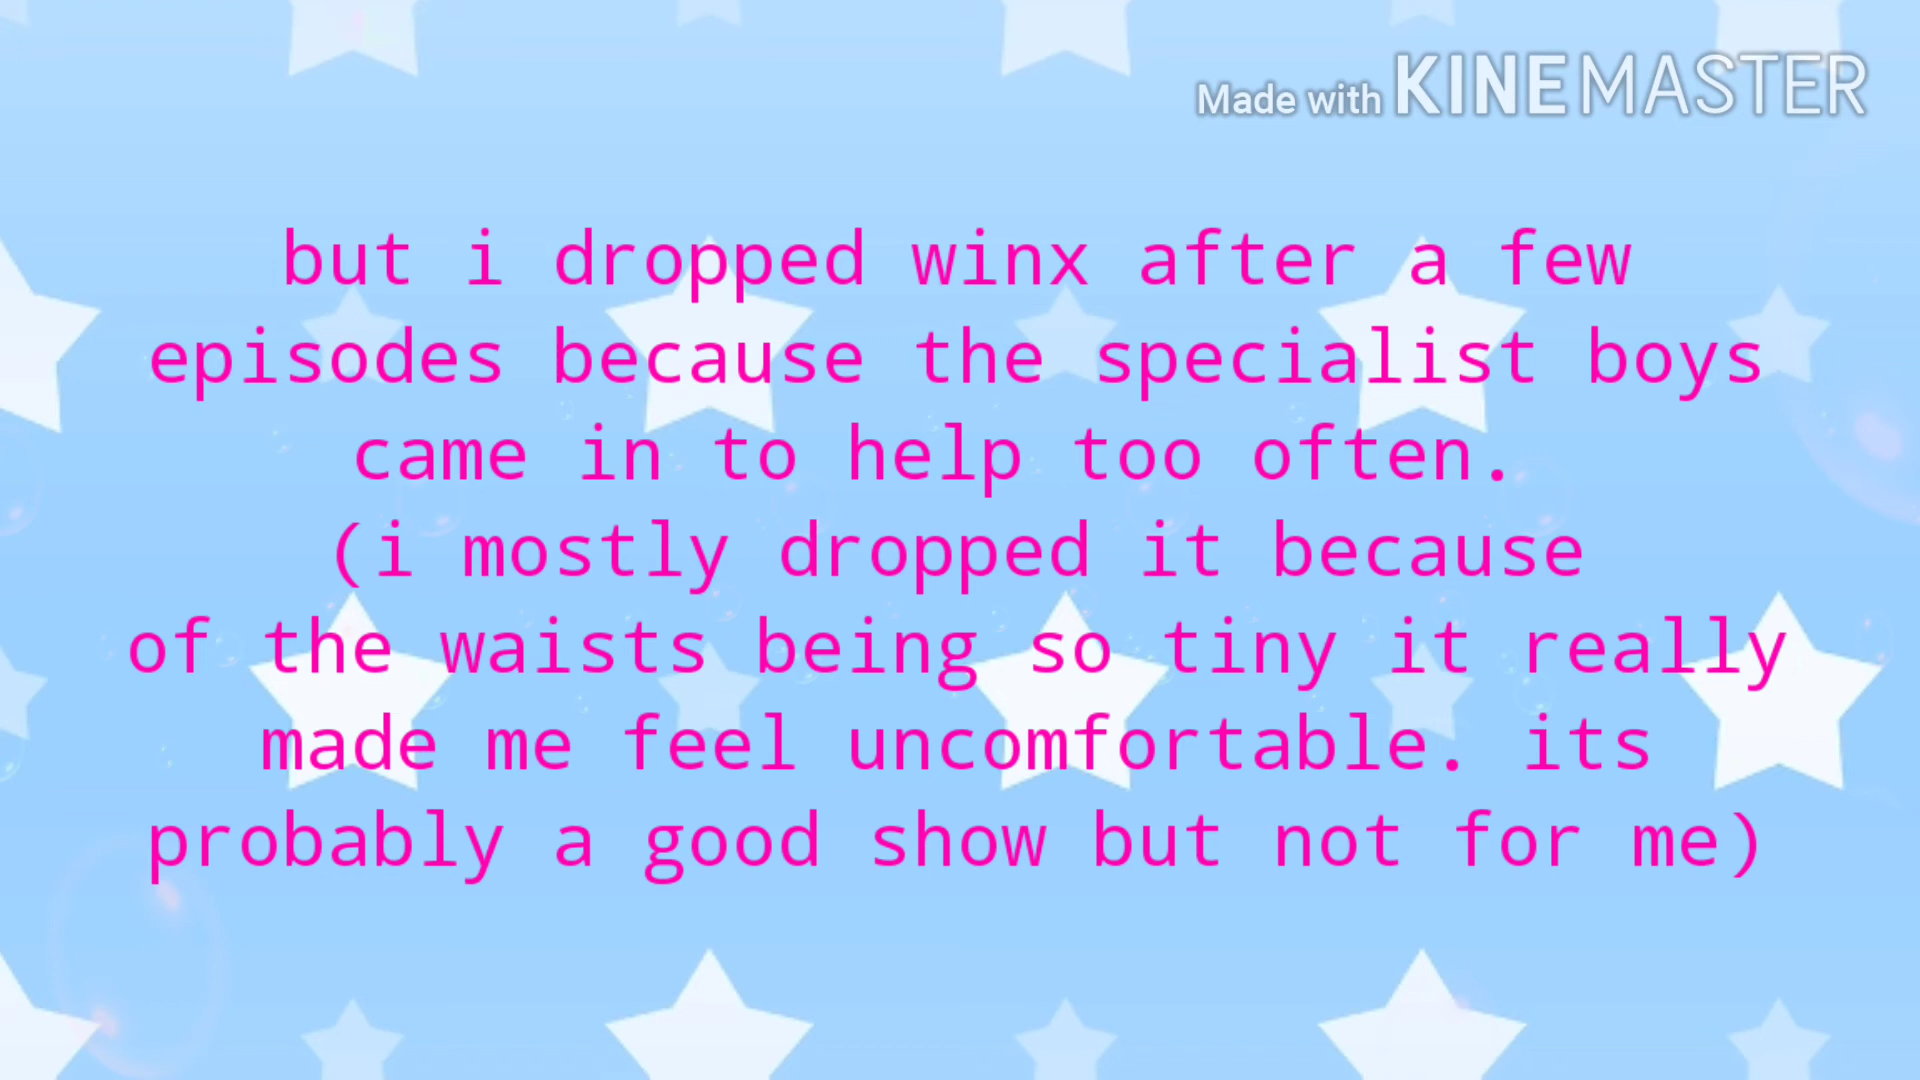 Made with KINEMASTER
but i dropped winx after a few
episodes because the specialist boys
came in to help too often.
(i mostly dropped it because
of the waists being so tiny it really
made me feel uncomfortable. its
probably a good show but not for me)